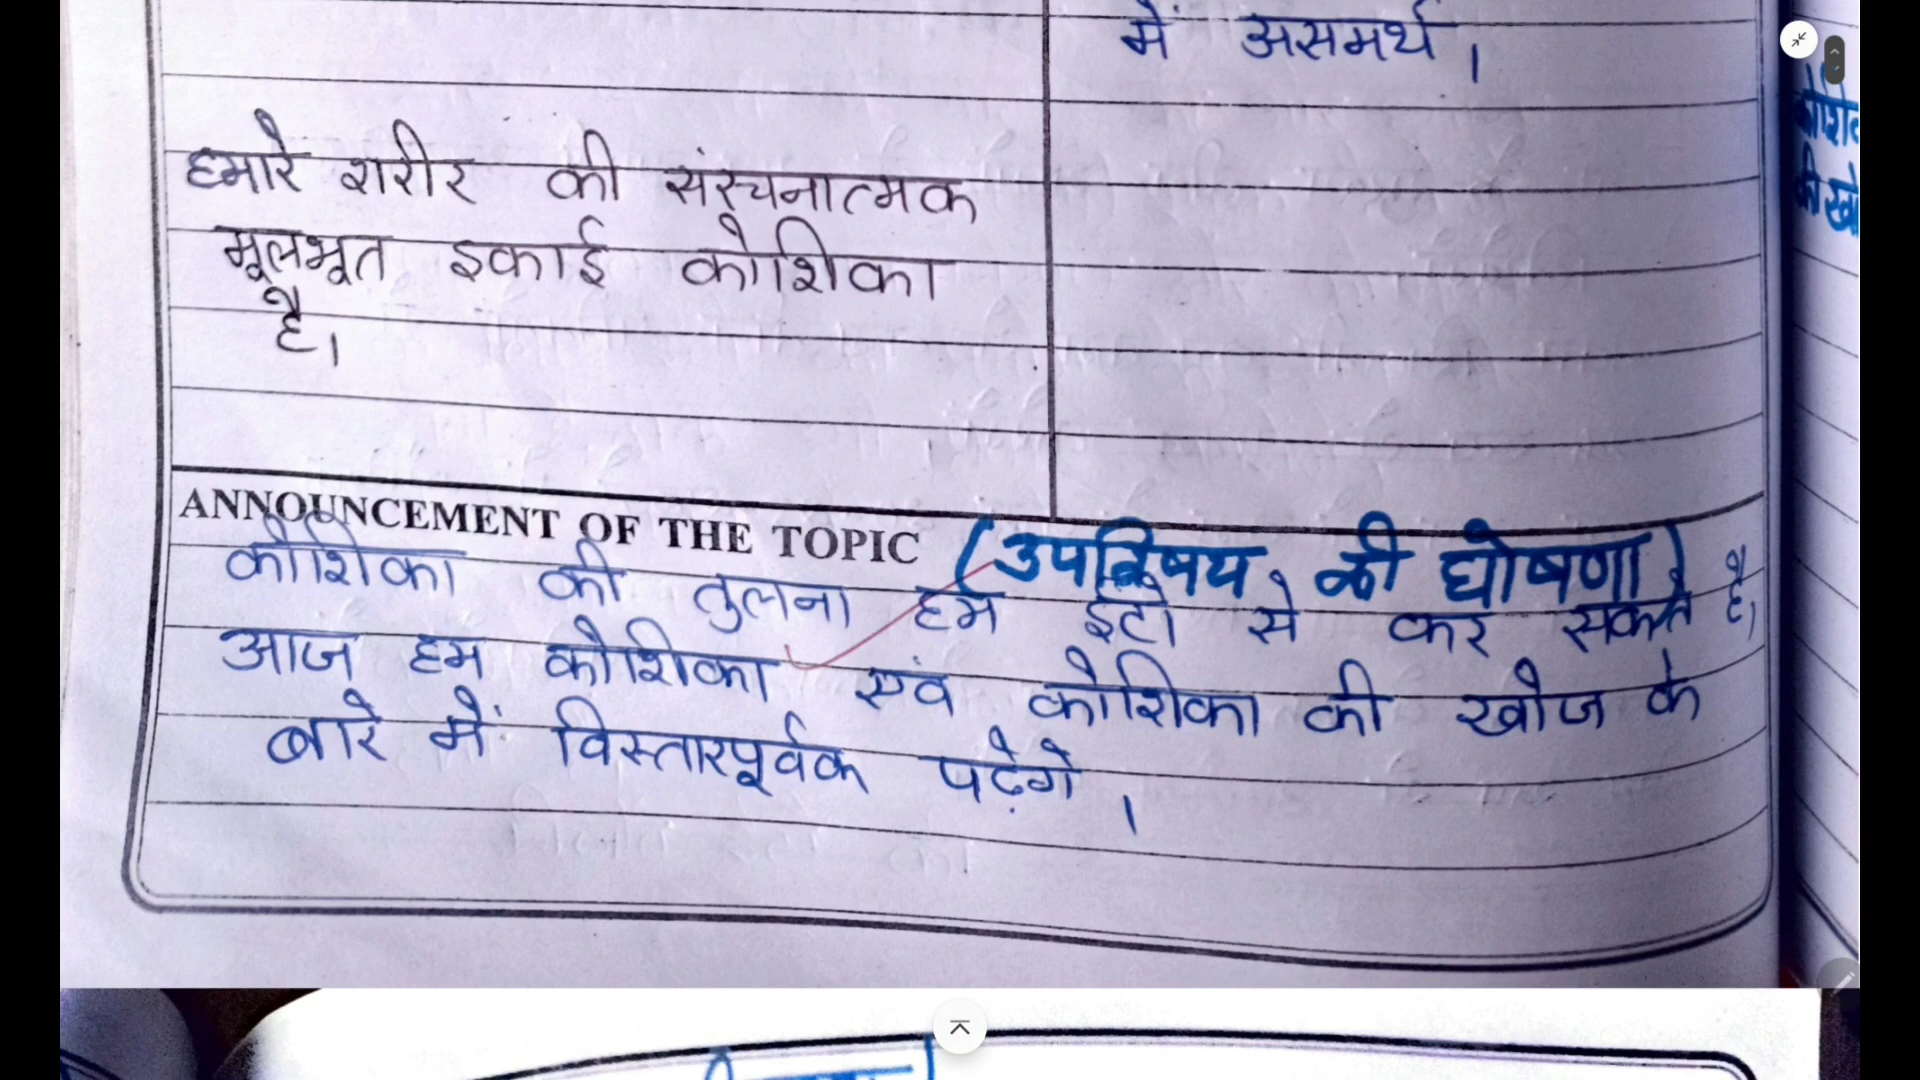 में असमर्थ ।
हमारे शरीर की संरचनात्मक
मूलभूत इकाई कोशिका
है ।
ANNOUNCEMENT OF THE TOPIC (उपविषय की घोषणा)
कोशिका की तुलना हम ईंटो से कर सकते है,
आज हम कोशिका एवं कोशिका की खोज के
बारे में विस्तारपूर्वक पढ़ेगे ।